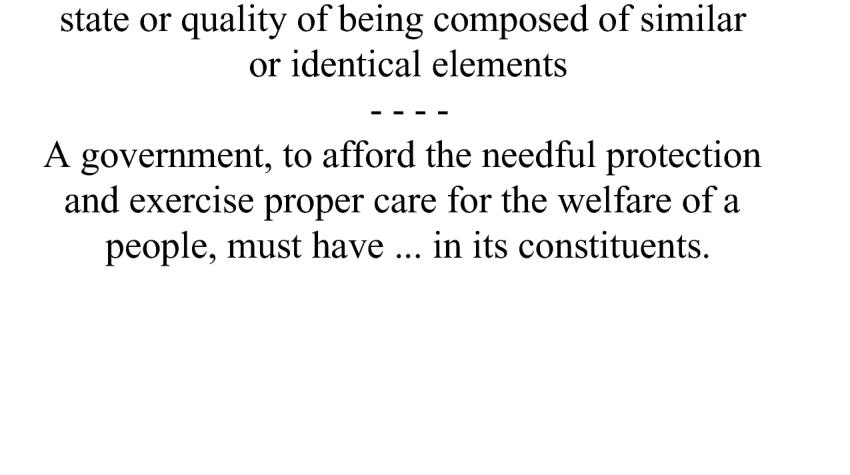 state or quality of being composed of similar
or identical elements
- - - -
A government, to afford the needful protection
and exercise proper care for the welfare of a
people, must have ... in its constituents.